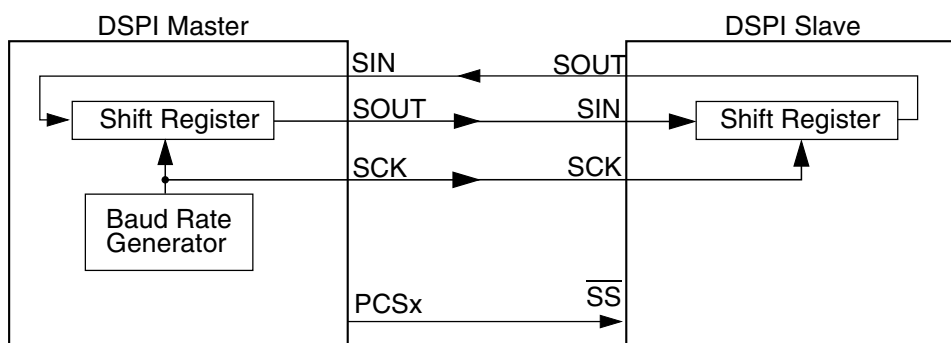 DSPI Master
DSPI Slave
SIN
SOUT
Shift Register
SOUT
SIN
Shift Register
SCK
SCK
Baud Rate
Generator
PCSx
SS